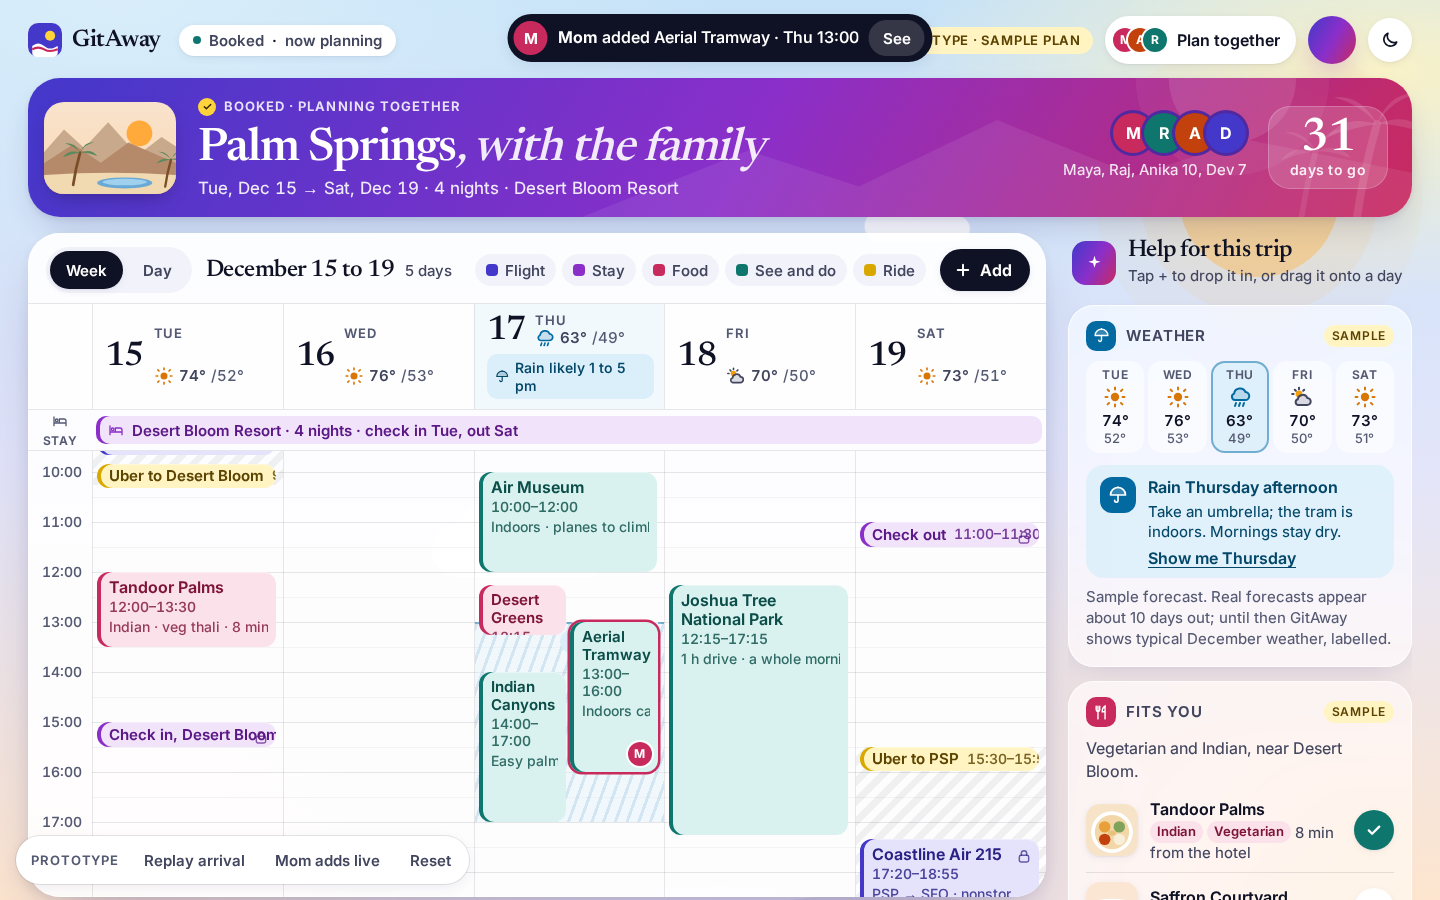 GitAway
Booked · now planning
M
Mom added Aerial Tramway · Thu 13:00
See
TYPE · SAMPLE PLAN
R
Plan together
BOOKED · PLANNING TOGETHER
Palm Springs, with the family
Tue, Dec 15 → Sat, Dec 19 · 4 nights · Desert Bloom Resort
M R A D
Maya, Raj, Anika 10, Dev 7
31
days to go
Week
Day
December 15 to 19 5 days
Flight
Stay
Food
See and do
Ride
+ Add
15 TUE
74° /52°
16 WED
76° /53°
17 THU
63° /49°
Rain likely 1 to 5
pm
18 FRI
70° /50°
19 SAT
73° /51°
STAY
Desert Bloom Resort · 4 nights · check in Tue, out Sat
10:00
11:00
12:00
13:00
14:00
15:00
16:00
17:00
Uber to Desert Bloom
Tandoor Palms
12:00–13:30
Indian · veg thali · 8 min
Check in, Desert Bloom
Air Museum
10:00–12:00
Indoors · planes to climb
Desert
Greens
Aerial
Tramway
13:00–
16:00
Indoors ca
M
Indian
Canyons
14:00–
17:00
Easy palm
Joshua Tree
National Park
12:15–17:15
1 h drive · a whole morni
Check out 11:00–11:30
Uber to PSP 15:30–15:
Coastline Air 215
17:20–18:55
PSP → SFO · nonstop
Help for this trip
Tap + to drop it in, or drag it onto a day
WEATHER
SAMPLE
TUE
74°
52°
WED
76°
53°
THU
63°
49°
FRI
70°
50°
SAT
73°
51°
Rain Thursday afternoon
Take an umbrella; the tram is
indoors. Mornings stay dry.
Show me Thursday
Sample forecast. Real forecasts appear
about 10 days out; until then GitAway
shows typical December weather, labelled.
FITS YOU
SAMPLE
Vegetarian and Indian, near Desert
Bloom.
Tandoor Palms
Indian Vegetarian 8 min
from the hotel
Saffron Courtyard
PROTOTYPE
Replay arrival
Mom adds live
Reset